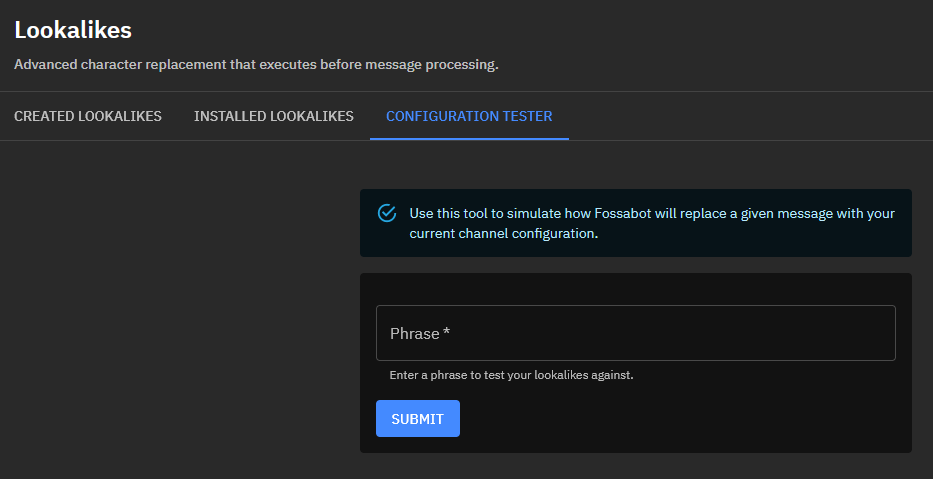 Lookalikes
Advanced character replacement that executes before message processing.
CREATED LOOKALIKES INSTALLED LOOKALIKES CONFIGURATION TESTER
Use this tool to simulate how Fossabot will replace a given message with your
current channel configuration.
Phrase *
Enter a phrase to test your lookalikes against.
SUBMIT